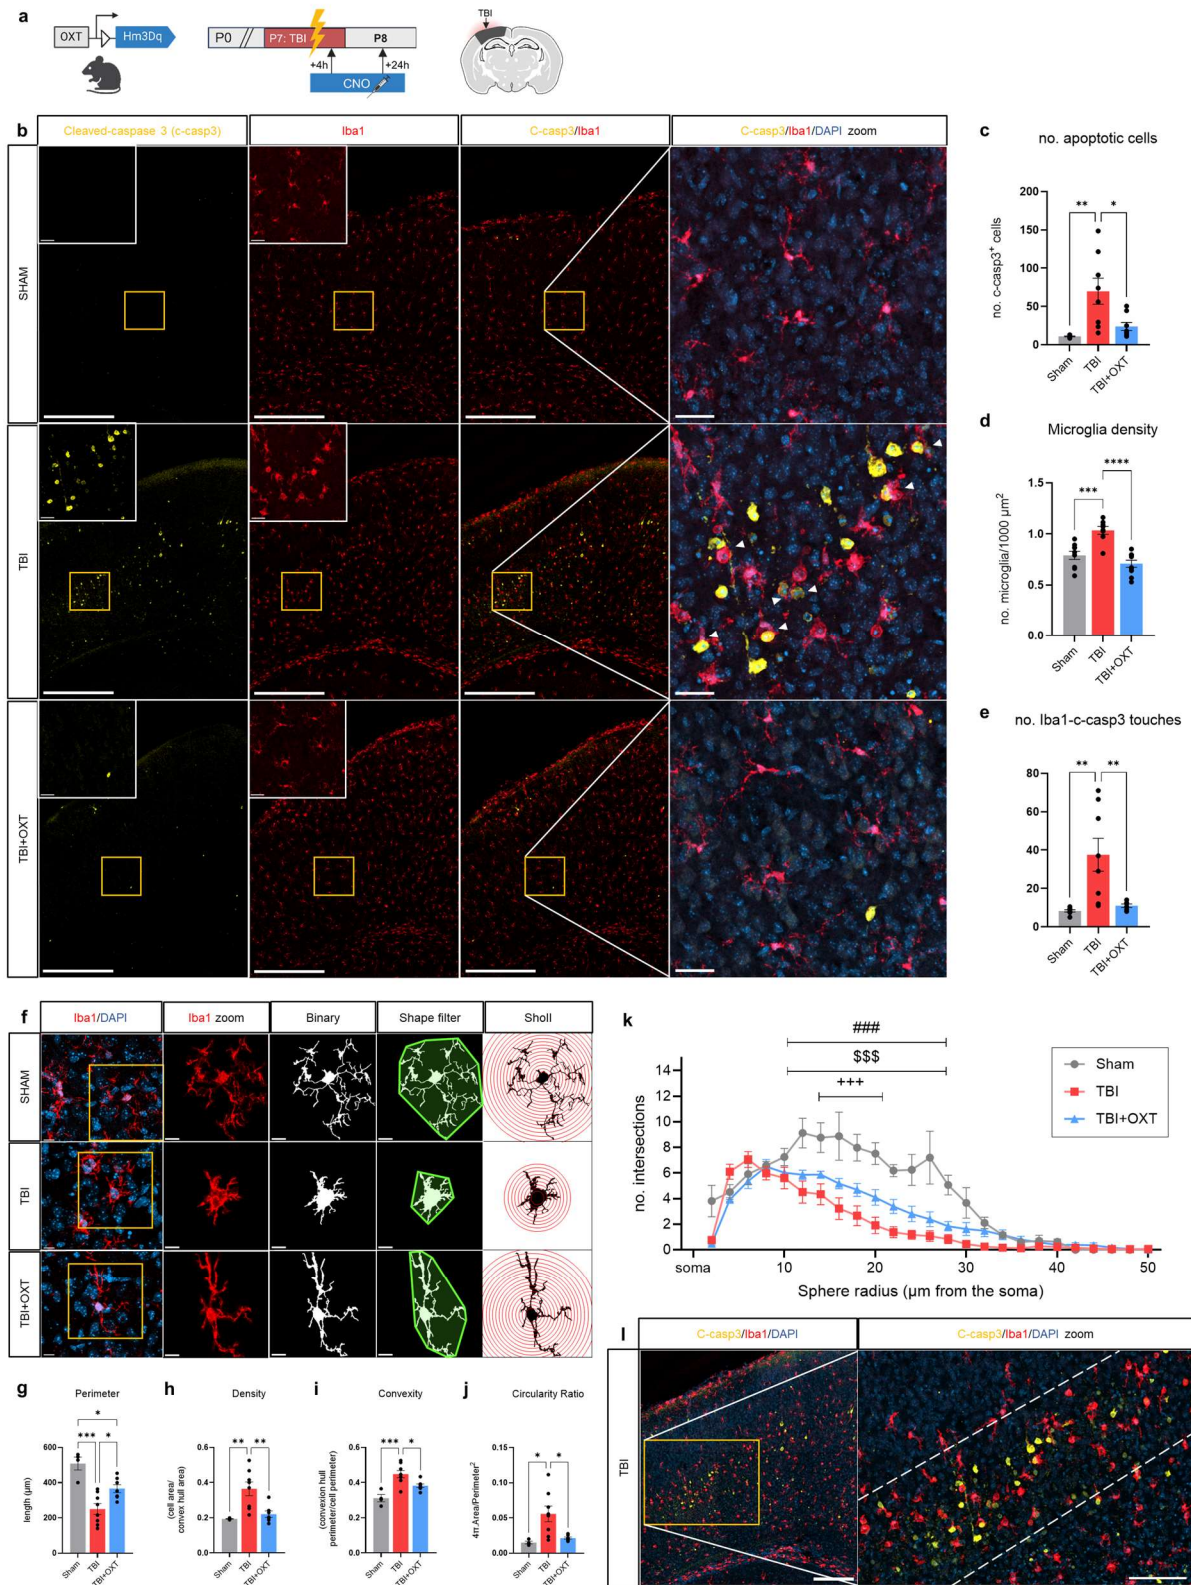 a
OXT
Hm3Dq
P0
P7: TBI
P8
+4h
+24h
CNO
TBI
b
Cleaved-caspase 3 (c-casp3)
Iba1
C-casp3/Iba1
C-casp3/Iba1/DAPI zoom
SHAM
TBI
TBI+OXT
c
no. apoptotic cells
no. c-casp3+ cells
200
150
100
50
0
** *
Sham
TBI
TBI+OXT
d
Microglia density
no. microglia/1000 µm²
1.5
1.0
0.5
0.0
*** ****
Sham
TBI
TBI+OXT
e
no. Iba1-c-casp3 touches
80
60
40
20
0
** **
Sham
TBI
TBI+OXT
f
Iba1/DAPI
Iba1 zoom
Binary
Shape filter
Sholl
SHAM
TBI
TBI+OXT
g
Perimeter
length (µm)
600
400
200
0
*
*** *
Sham
TBI
TBI+OXT
h
Density
(cell area/
convex hull area)
0.6
0.4
0.2
0.0
** **
Sham
TBI
TBI+OXT
i
Convexity
(convexion hull
perimeter/cell perimeter)
0.6
0.4
0.2
0.0
*** *
Sham
TBI
TBI+OXT
j
Circularity Ratio
4π.Area/Perimeter²
0.15
0.10
0.05
0.00
* *
Sham
TBI
TBI+OXT
k
###
$$$
+++
Sham
TBI
TBI+OXT
no. intersections
14
12
10
8
6
4
2
0
soma 10 20 30 40 50
Sphere radius (µm from the soma)
l
C-casp3/Iba1/DAPI
C-casp3/Iba1/DAPI zoom
TBI